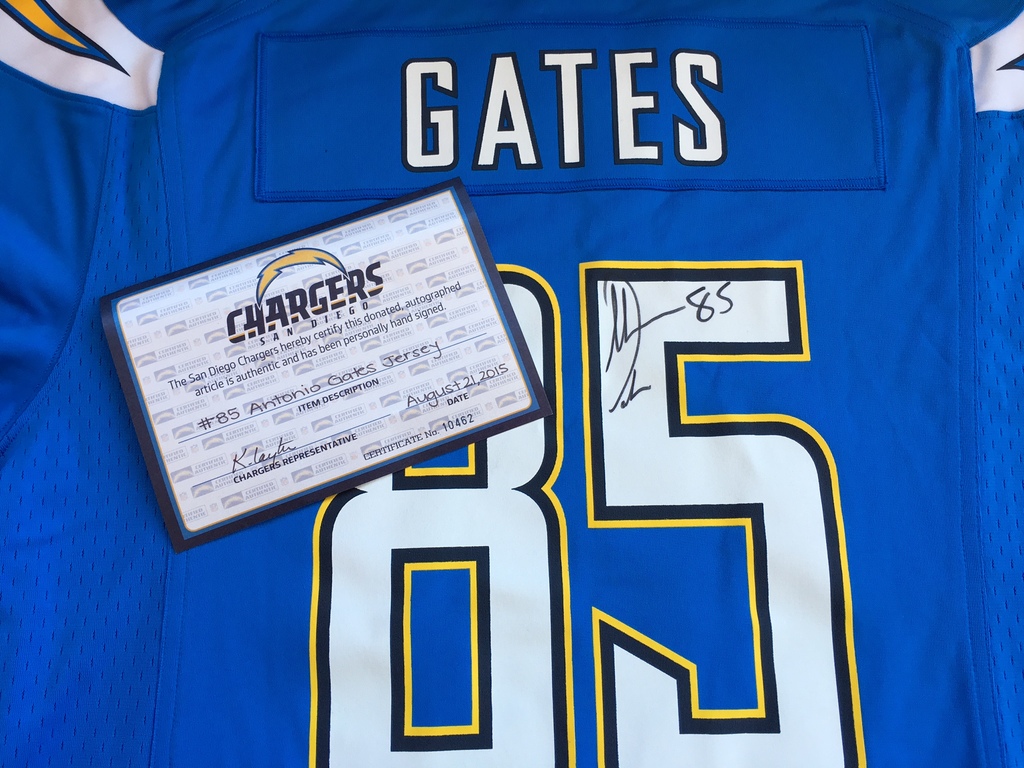 GATES
85
85
CHARGERS
SAN DIEGO
The San Diego Chargers hereby certify this donated, autographed
article is authentic and has been personally hand signed.
#85 Antonio Gates Jersey
ITEM DESCRIPTION
August 21, 2015
DATE
CHARGERS REPRESENTATIVE
CERTIFICATE No. 10462